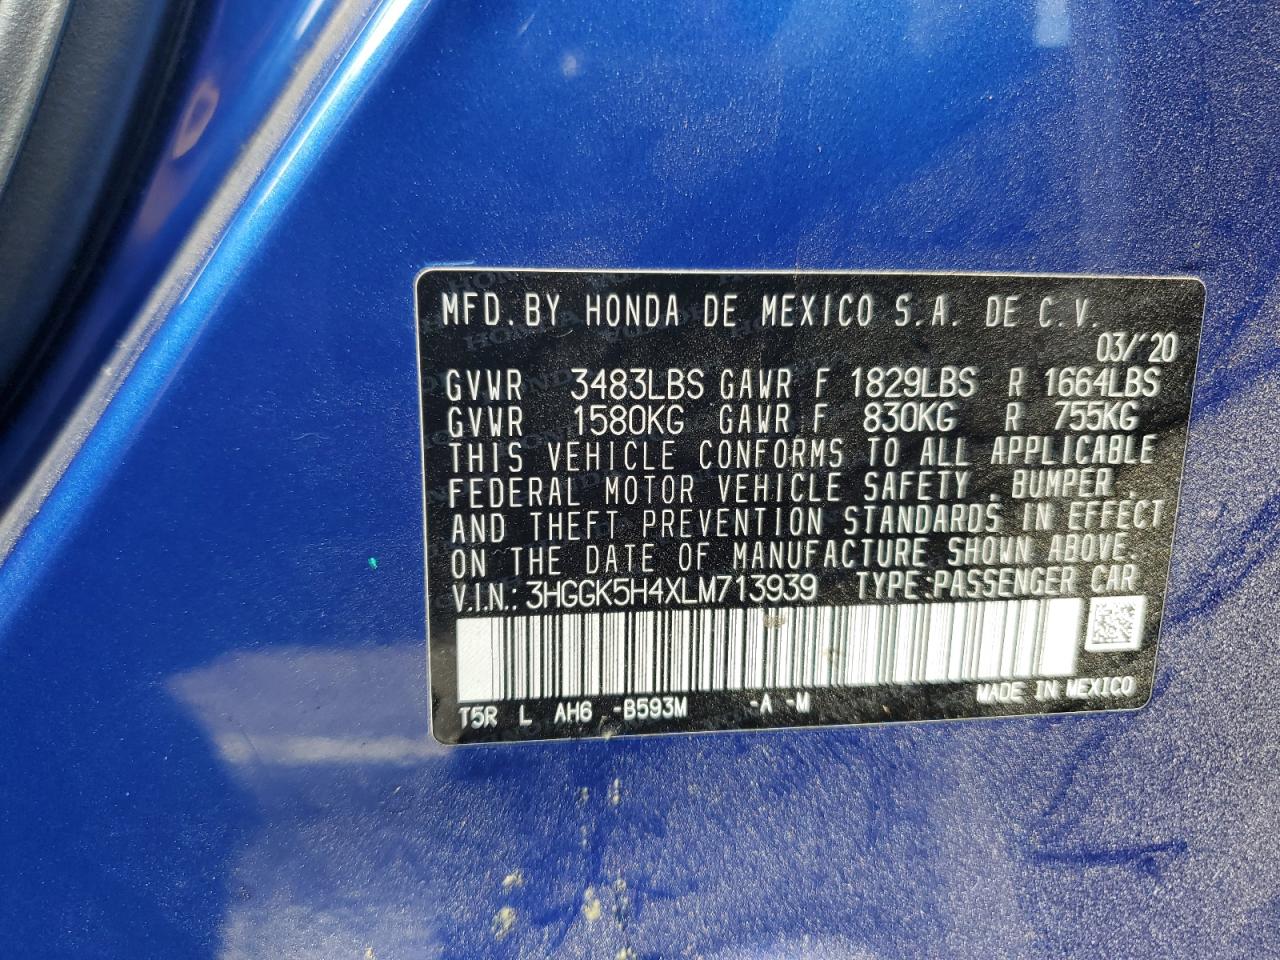 MFD. BY HONDA DE MEXICO S.A. DE C.V.
03/'20
GVWR 3483LBS GAWR F 1829LBS R 1664LBS
GVWR 1580KG GAWR F 830KG R 755KG
THIS VEHICLE CONFORMS TO ALL APPLICABLE
FEDERAL MOTOR VEHICLE SAFETY , BUMPER ,
AND THEFT PREVENTION STANDARDS IN EFFECT
ON THE DATE OF MANUFACTURE SHOWN ABOVE.
V.I.N.: 3HGGK5H4XLM713939 TYPE:PASSENGER CAR
MADE IN MEXICO
T5R L AH6 -B593M -A -M